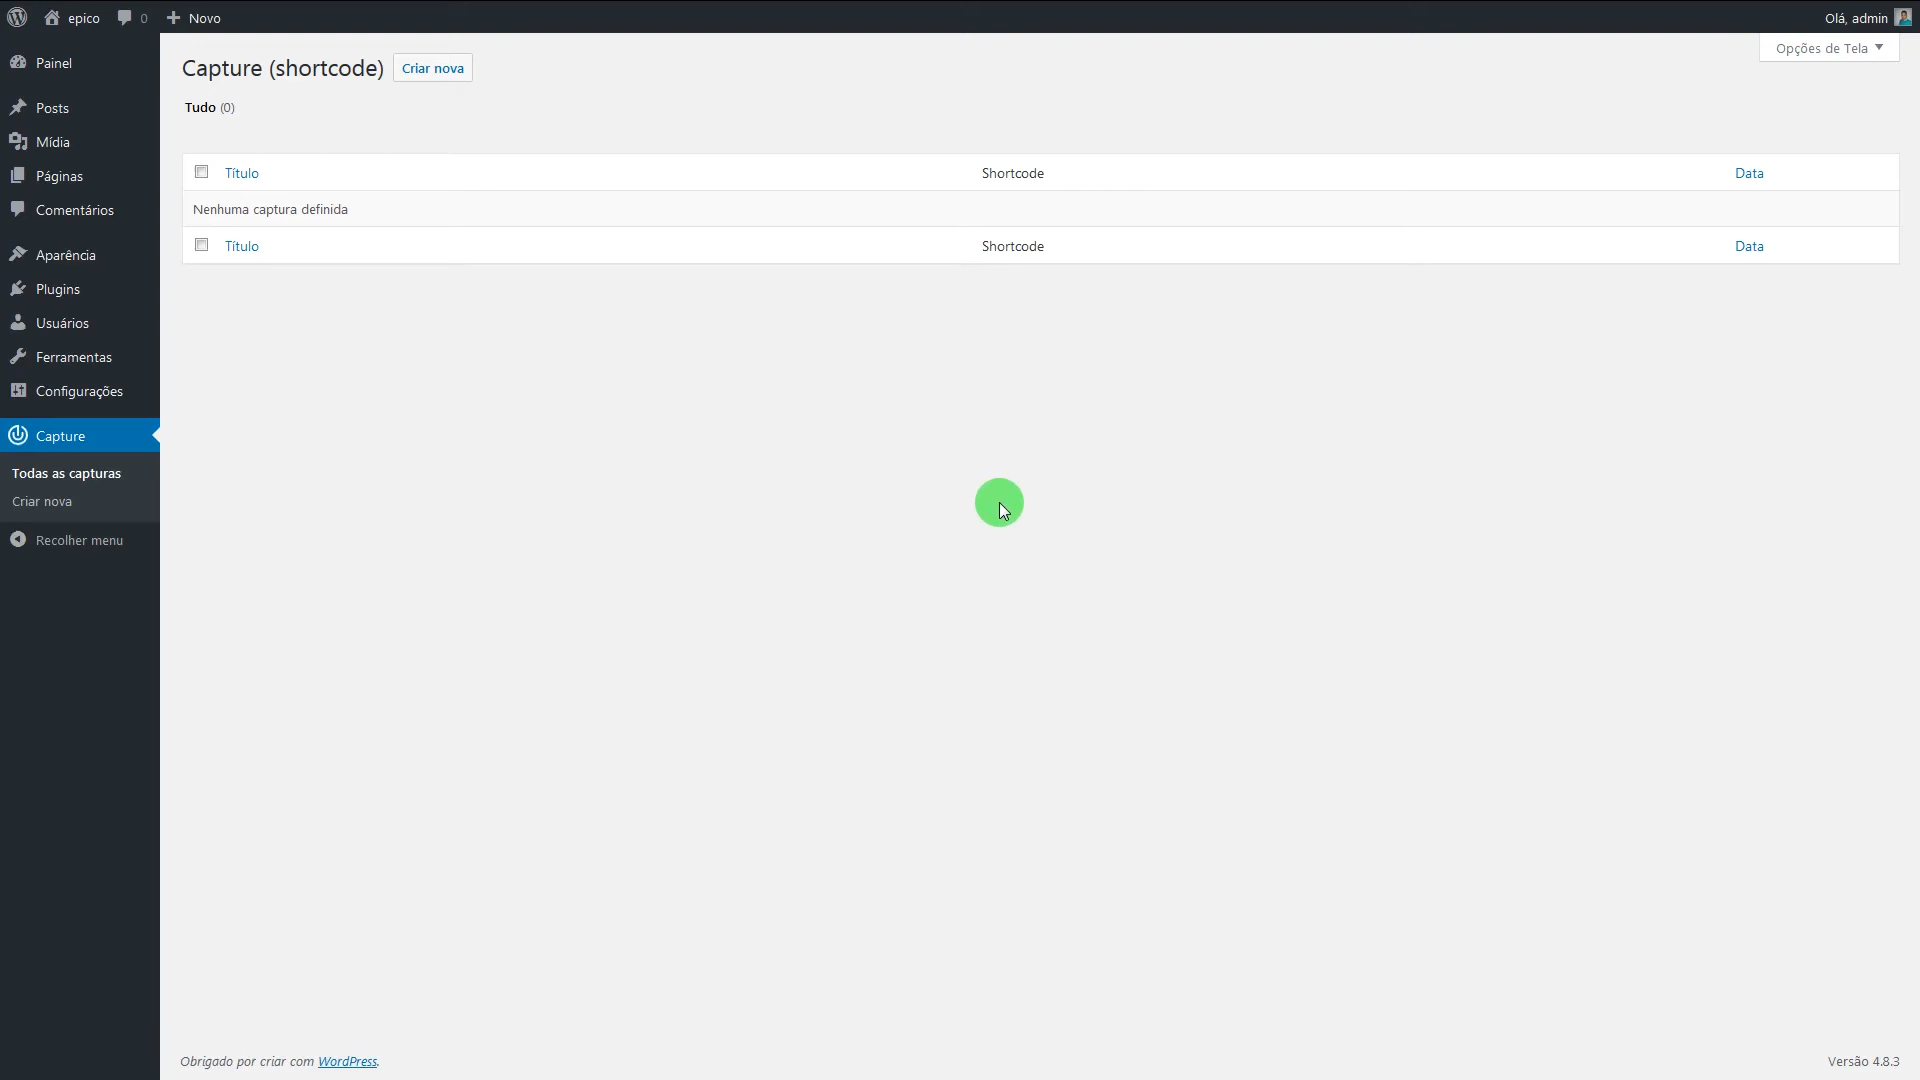 epico
0
Novo
Olá, admin
Opções de Tela
Painel
Posts
Mídia
Páginas
Comentários
Aparência
Plugins
Usuários
Ferramentas
Configurações
Capture
Todas as capturas
Criar nova
Recolher menu
Capture (shortcode)
Criar nova
Tudo (0)
Título Shortcode Data
Nenhuma captura definida
Título Shortcode Data
Obrigado por criar com WordPress.
Versão 4.8.3